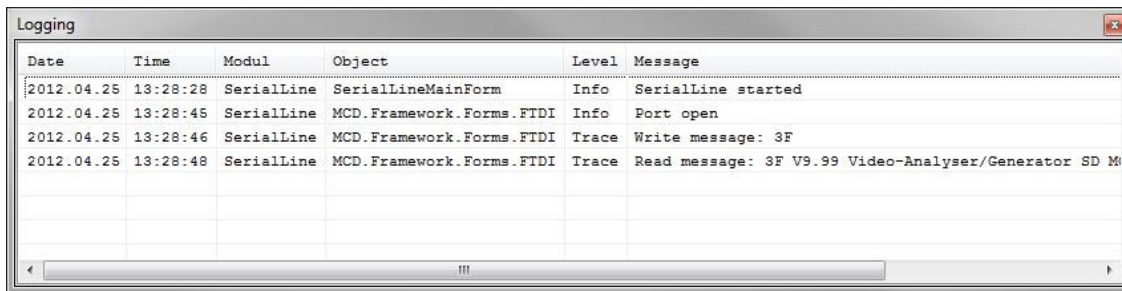 Logging
Date Time Modul Object Level Message
2012.04.25 13:28:28 SerialLine SerialLineMainForm Info SerialLine started
2012.04.25 13:28:45 SerialLine MCD.Framework.Forms.FTDI Info Port open
2012.04.25 13:28:46 SerialLine MCD.Framework.Forms.FTDI Trace Write message: 3F
2012.04.25 13:28:48 SerialLine MCD.Framework.Forms.FTDI Trace Read message: 3F V9.99 Video-Analyser/Generator SD